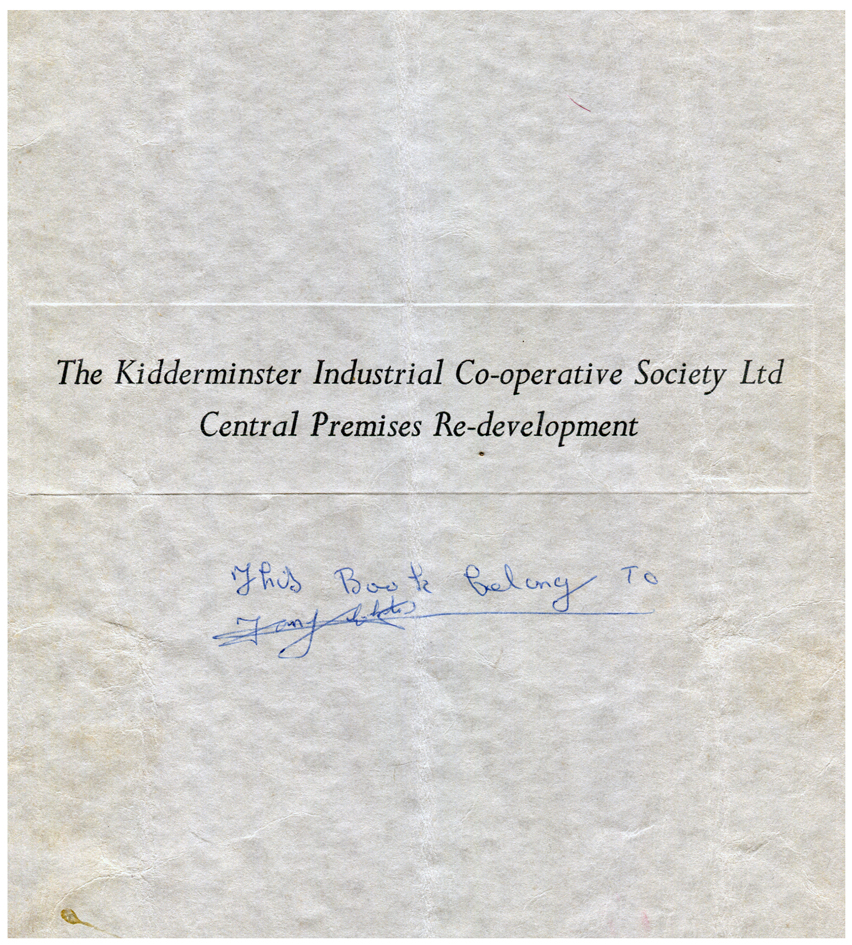 The Kidderminster Industrial Co-operative Society Ltd
Central Premises Re-development
This Book belong To